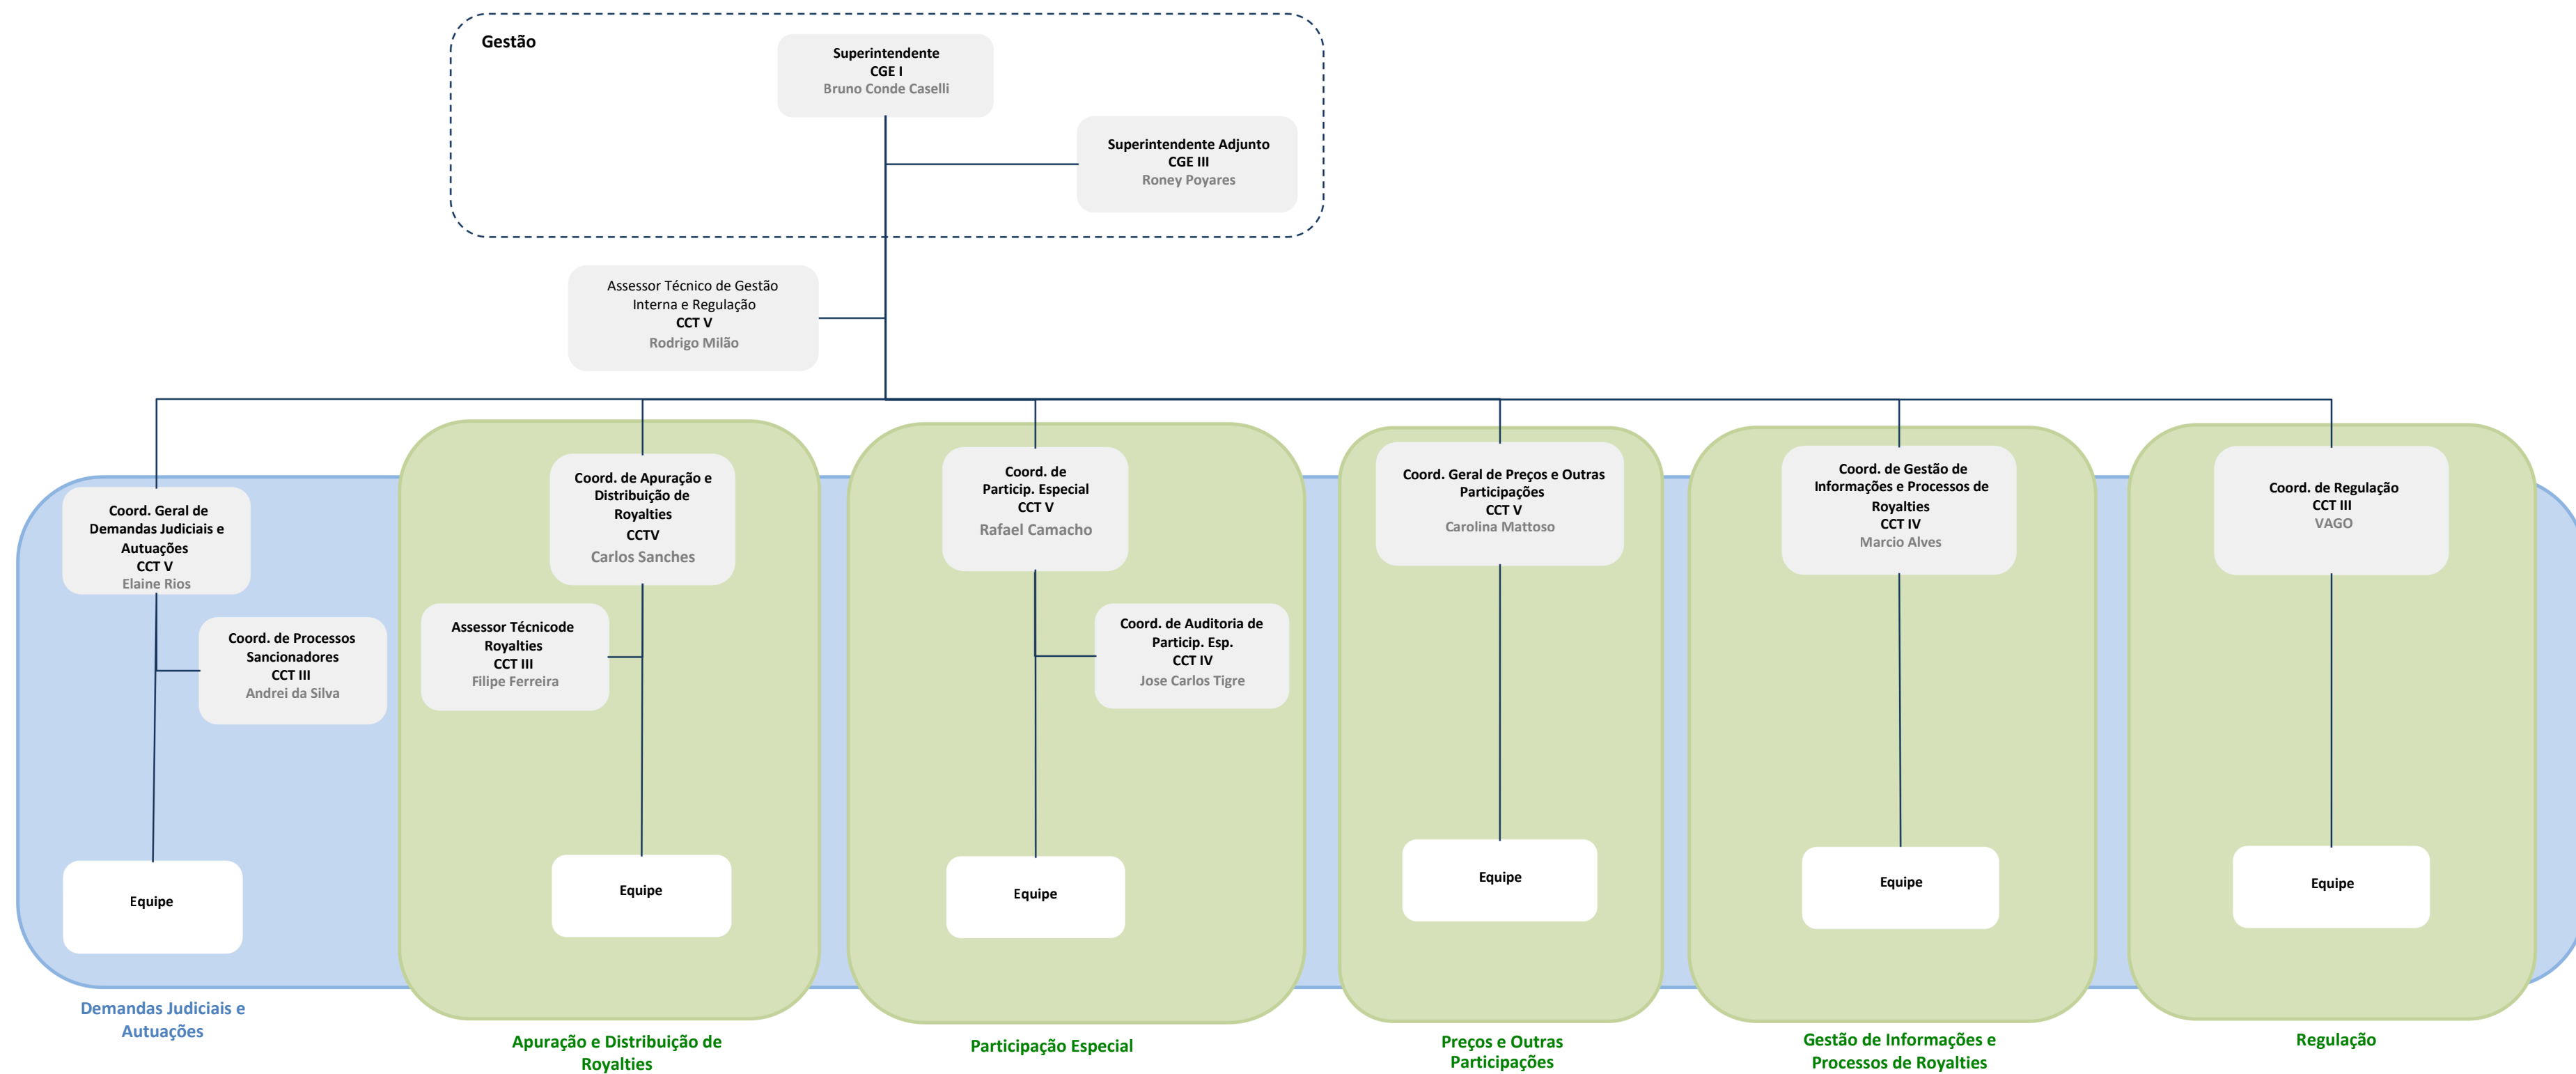 Gestão
Superintendente
CGE I
Bruno Conde Caselli
Superintendente Adjunto
CGE III
Roney Poyares
Assessor Técnico de Gestão
Interna e Regulação
CCT V
Rodrigo Milão
Coord. Geral de
Demandas Judiciais e
Autuações
CCT V
Elaine Rios
Coord. de Processos
Sancionadores
CCT III
Andrei da Silva
Equipe
Demandas Judiciais e
Autuações
Coord. de Apuração e
Distribuição de
Royalties
CCTV
Carlos Sanches
Assessor Técnicode
Royalties
CCT III
Filipe Ferreira
Equipe
Apuração e Distribuição de
Royalties
Coord. de
Particip. Especial
CCT V
Rafael Camacho
Coord. de Auditoria de
Particip. Esp.
CCT IV
Jose Carlos Tigre
Equipe
Participação Especial
Coord. Geral de Preços e Outras
Participações
CCT V
Carolina Mattoso
Equipe
Preços e Outras
Participações
Coord. de Gestão de
Informações e Processos de
Royalties
CCT IV
Marcio Alves
Equipe
Gestão de Informações e
Processos de Royalties
Coord. de Regulação
CCT III
VAGO
Equipe
Regulação